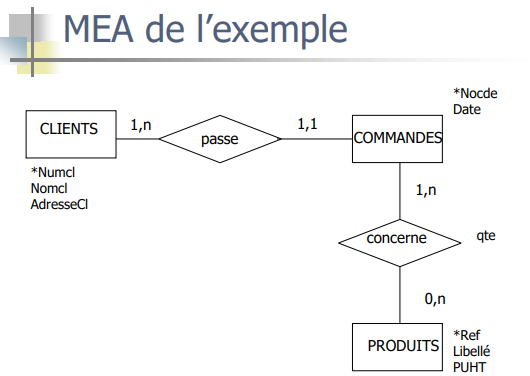 MEA de l'exemple
*Nocde
Date
CLIENTS
1,n
passe
1,1
COMMANDES
*Numcl
Nomcl
AdresseCl
1,n
concerne
qte
0,n
PRODUITS
*Ref
Libellé
PUHT